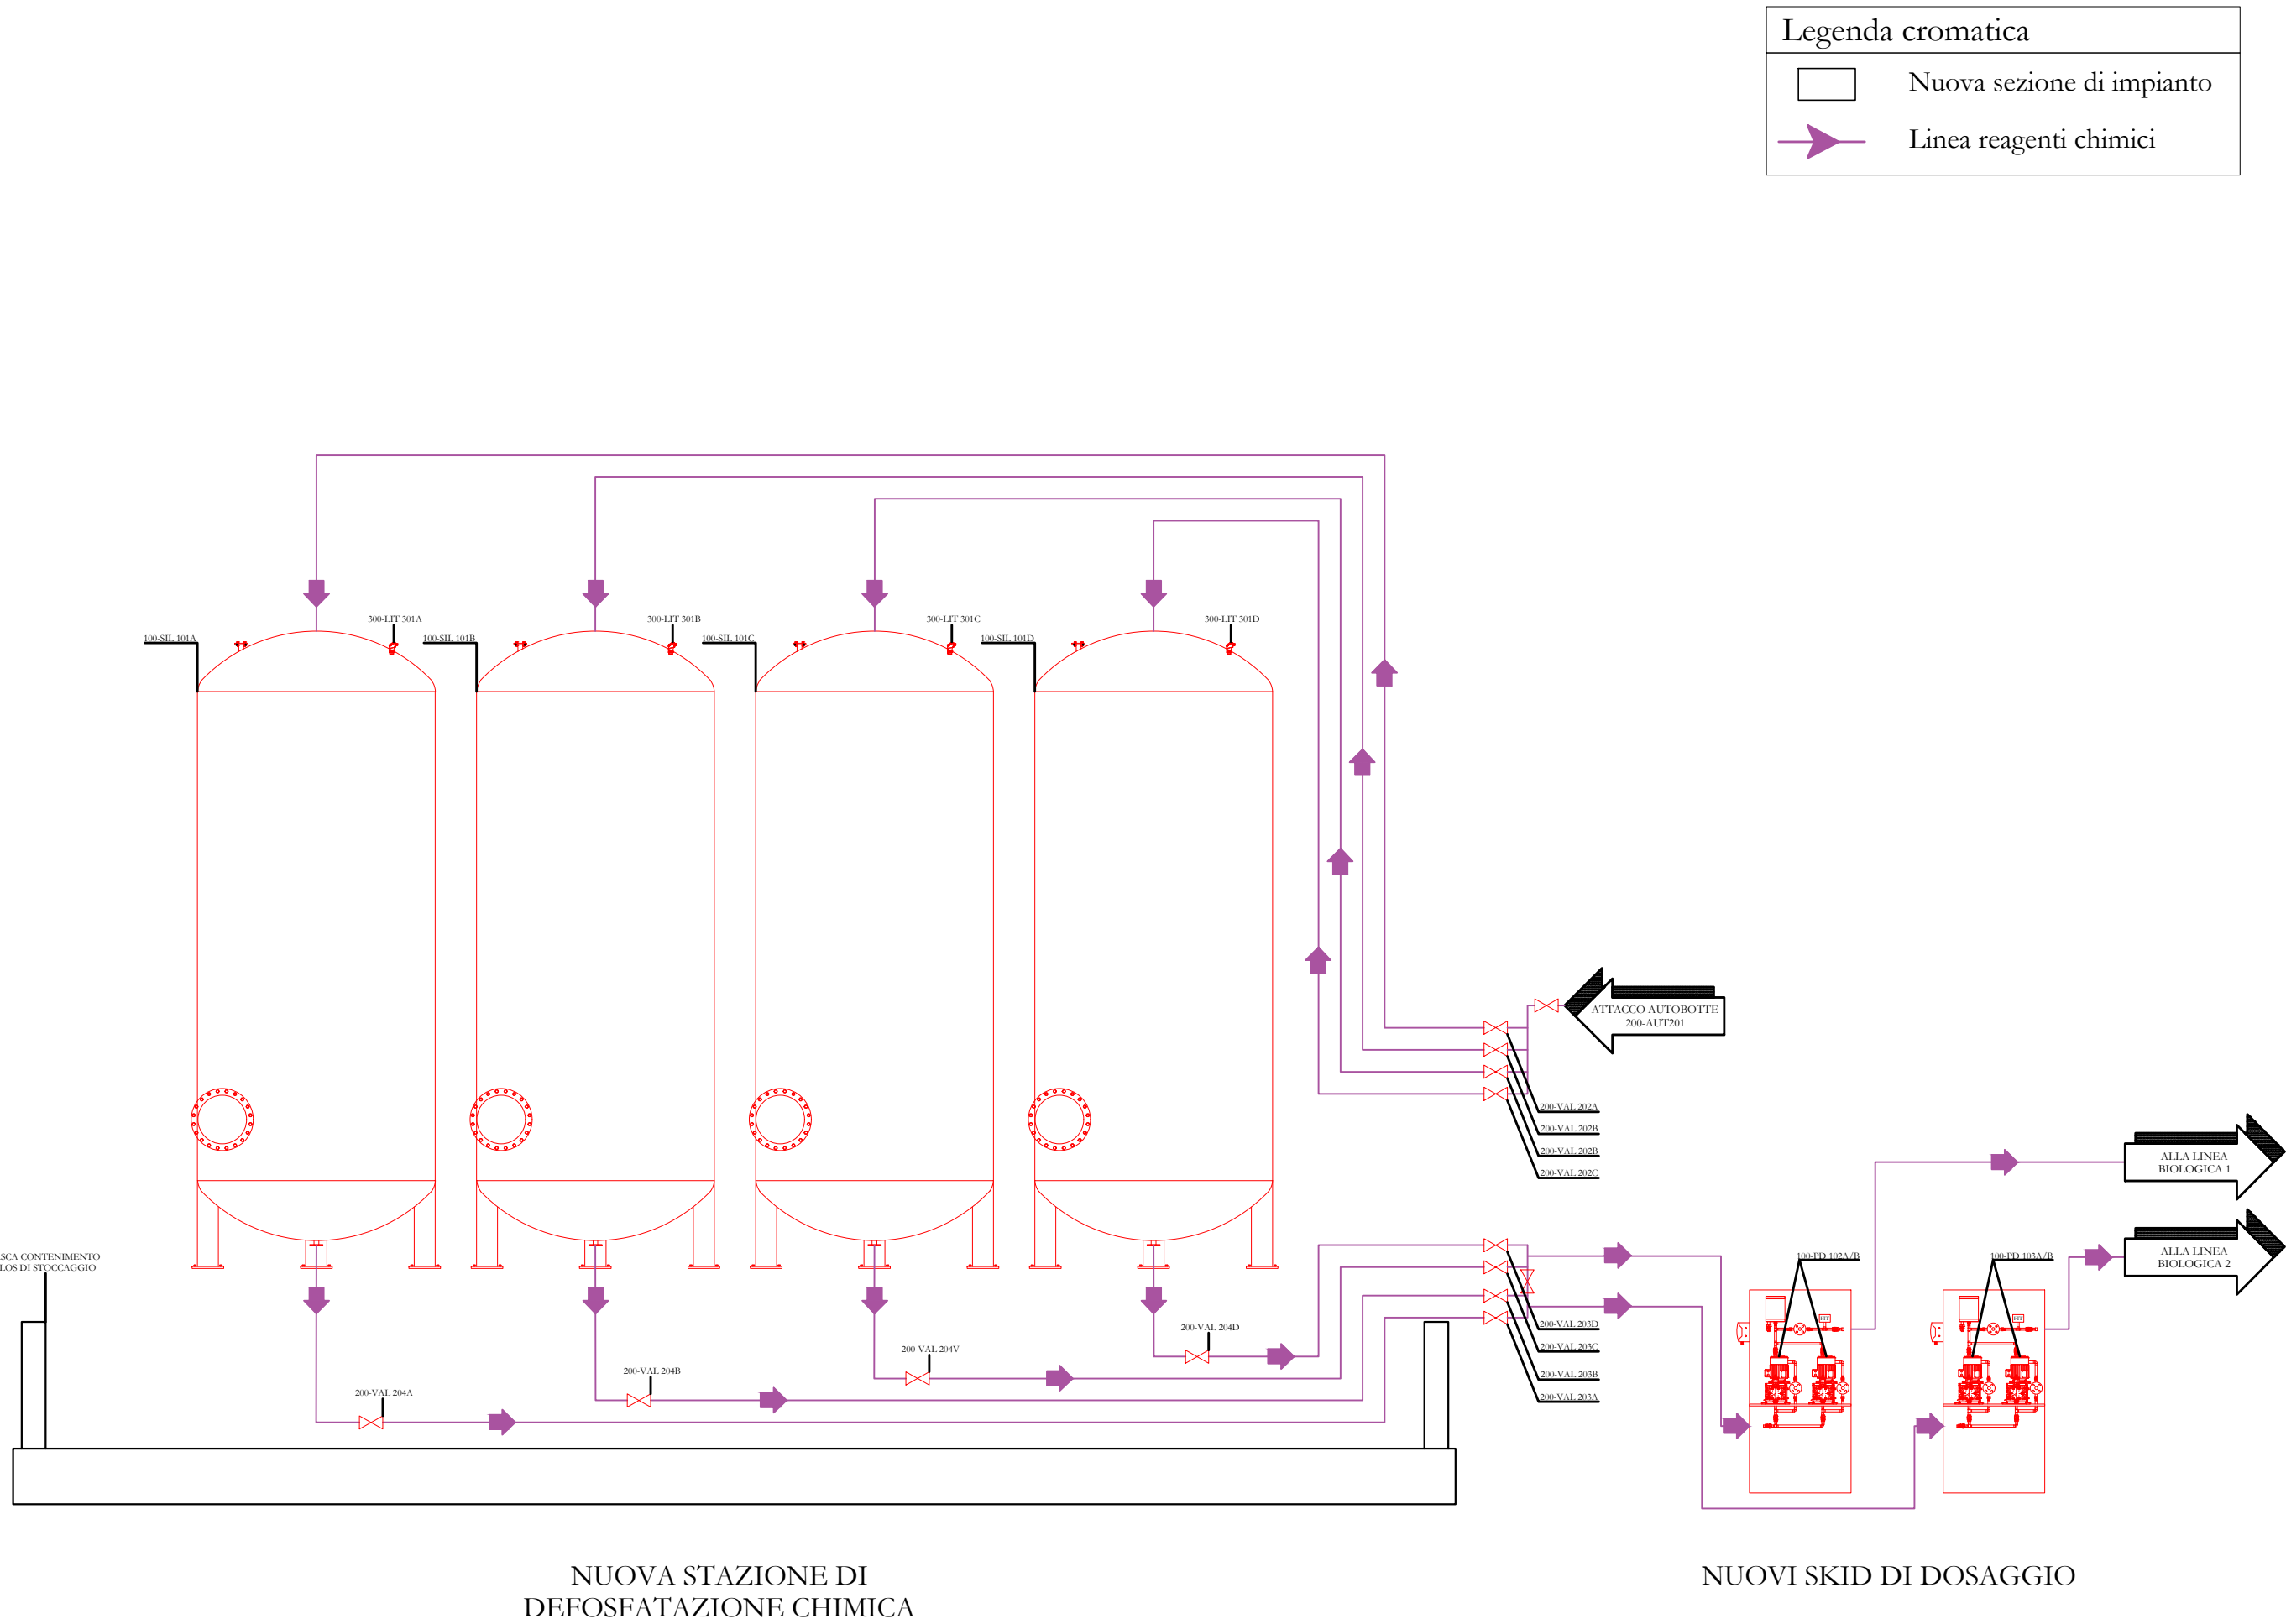 Legenda cromatica
Nuova sezione di impianto
Linea reagenti chimici
300-LIT 301A
300-LIT 301B
300-LIT 301C
300-LIT 301D
100-SIL 101A
100-SIL 101B
100-SIL 101C
100-SIL 101D
ATTACCO AUTOBOTTE
200-AUT201
200-VAL 202A
200-VAL 202B
200-VAL 202B
200-VAL 202C
ALLA LINEA
BIOLOGICA 1
ALLA LINEA
BIOLOGICA 2
SCA CONTENIMENTO
LOS DI STOCCAGGIO
100-PD 102A/B
100-PD 103A/B
200-VAL 203D
200-VAL 203C
200-VAL 203B
200-VAL 203A
200-VAL 204D
200-VAL 204V
200-VAL 204B
200-VAL 204A
NUOVA STAZIONE DI
DEFOSFATAZIONE CHIMICA
NUOVI SKID DI DOSAGGIO